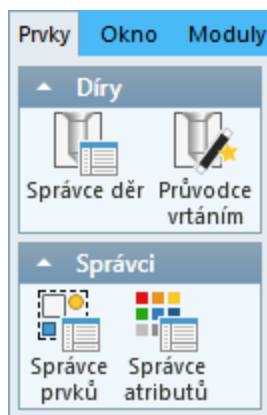 Prvky Okno Moduly
Díry
Správce děr Průvodce
vrtáním
Správci
Správce Správce
prvků atributů